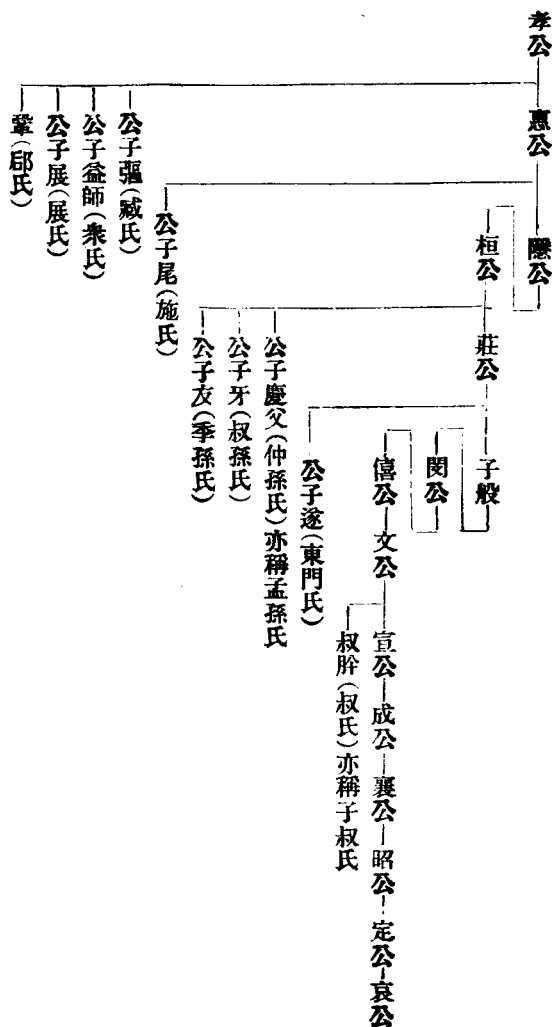 孝公 惠公 隱公
桓公 莊公 子般
閔公
僖公 文公 宣公 成公 襄公 昭公 定公 哀公
叔肸(叔氏)亦稱子叔氏
公子遂(東門氏)
公子慶父(仲孫氏)亦稱孟孫氏
公子牙(叔孫氏)
公子友(季孫氏)
公子尾(施氏)
公子彄(臧氏)
公子益師(衆氏)
公子展(展氏)
鞏(郈氏)